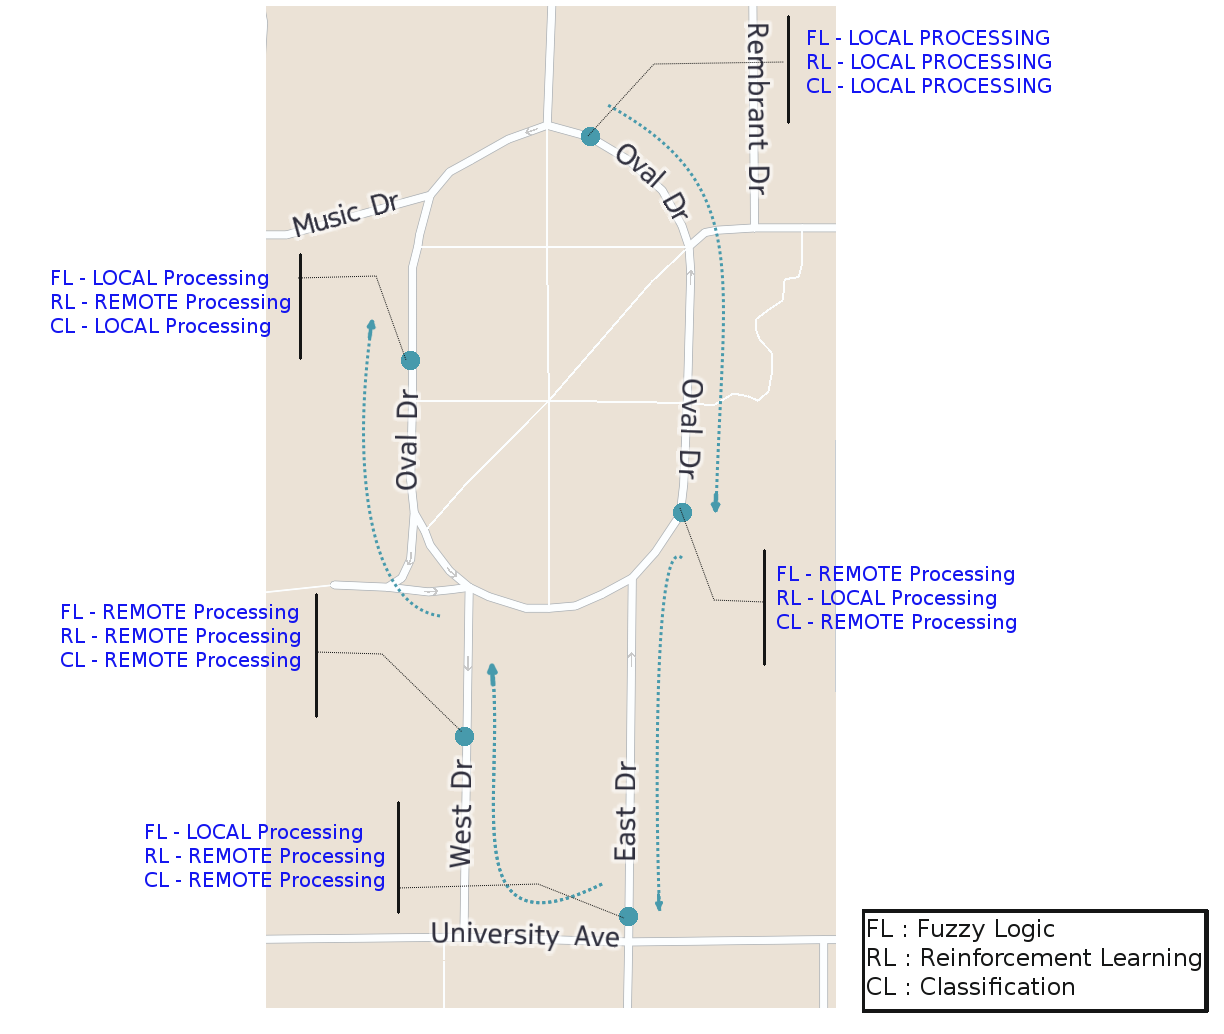 FL - LOCAL PROCESSING
RL - LOCAL PROCESSING
CL - LOCAL PROCESSING
Rembrant Dr
Oval Dr
Music Dr
FL - LOCAL Processing
RL - REMOTE Processing
CL - LOCAL Processing
Oval Dr
Oval Dr
FL - REMOTE Processing
RL - LOCAL Processing
CL - REMOTE Processing
FL - REMOTE Processing
RL - REMOTE Processing
CL - REMOTE Processing
West Dr
East Dr
FL - LOCAL Processing
RL - REMOTE Processing
CL - REMOTE Processing
University Ave
FL : Fuzzy Logic
RL : Reinforcement Learning
CL : Classification